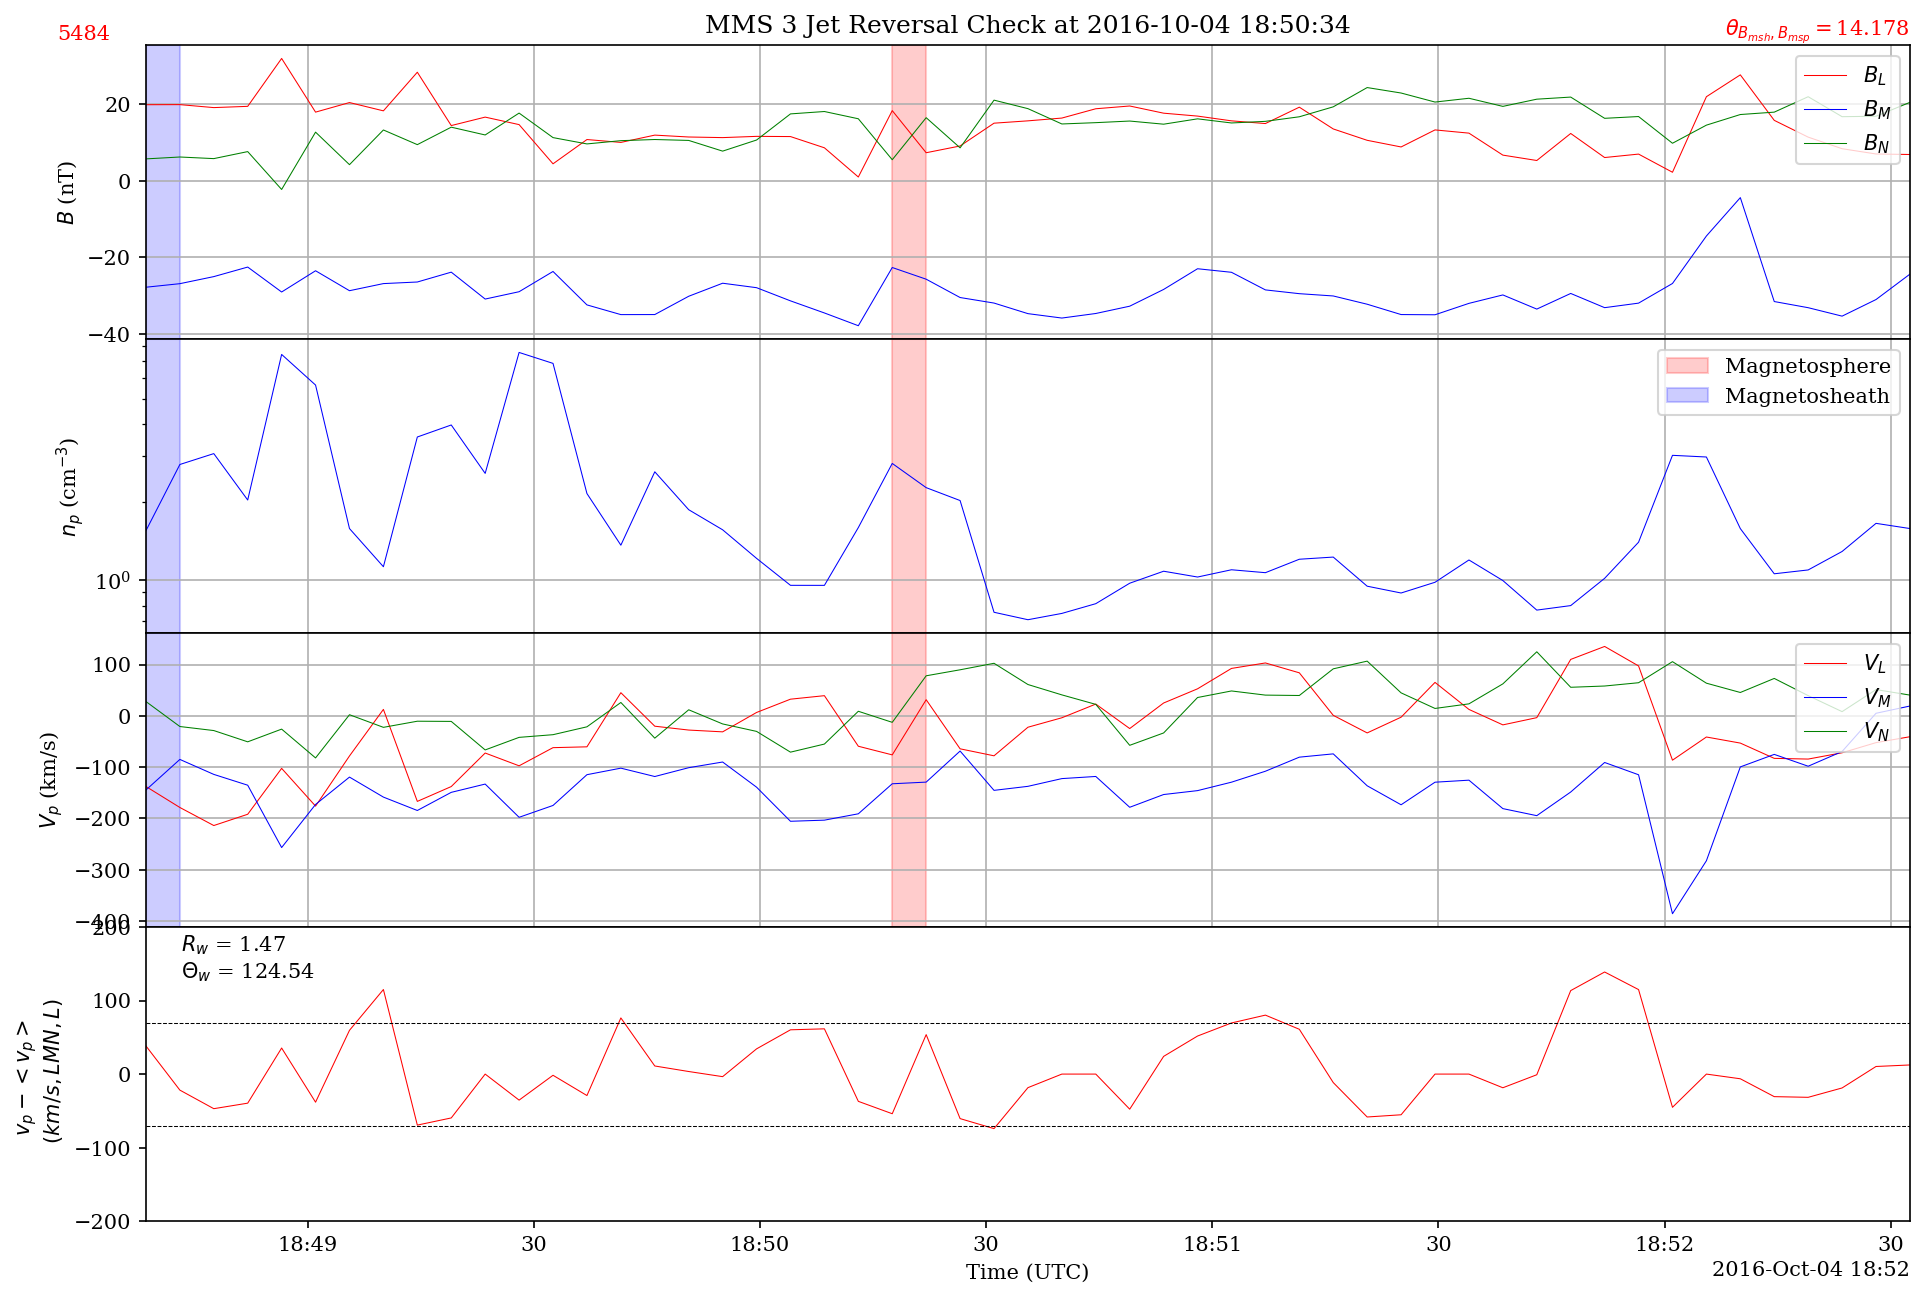 MMS 3 Jet Reversal Check at 2016-10-04 18:50:34
5484
θ_{B_{msh}, B_{msp}} = 14.178
B (nT)
20
0
−20
−40
B_L
B_M
B_N
n_p (cm^{−3})
10^0
Magnetosphere
Magnetosheath
V_p (km/s)
100
0
−100
−200
−300
−400
V_L
V_M
V_N
v_p − < v_p >
(km/s, LMN, L)
200
100
0
−100
−200
R_w = 1.47
Θ_w = 124.54
18:49
30
18:50
30
18:51
30
18:52
30
Time (UTC)
2016-Oct-04 18:52